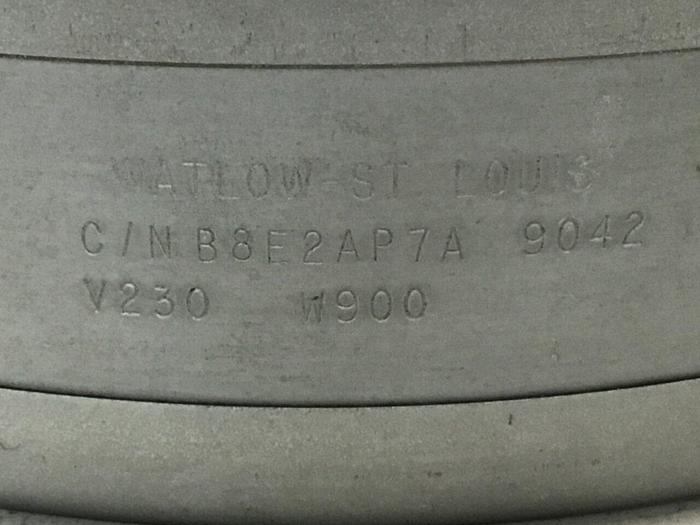 WATLOW-ST LOUIS
C/N B8E2AP7A 9042
V230 W900